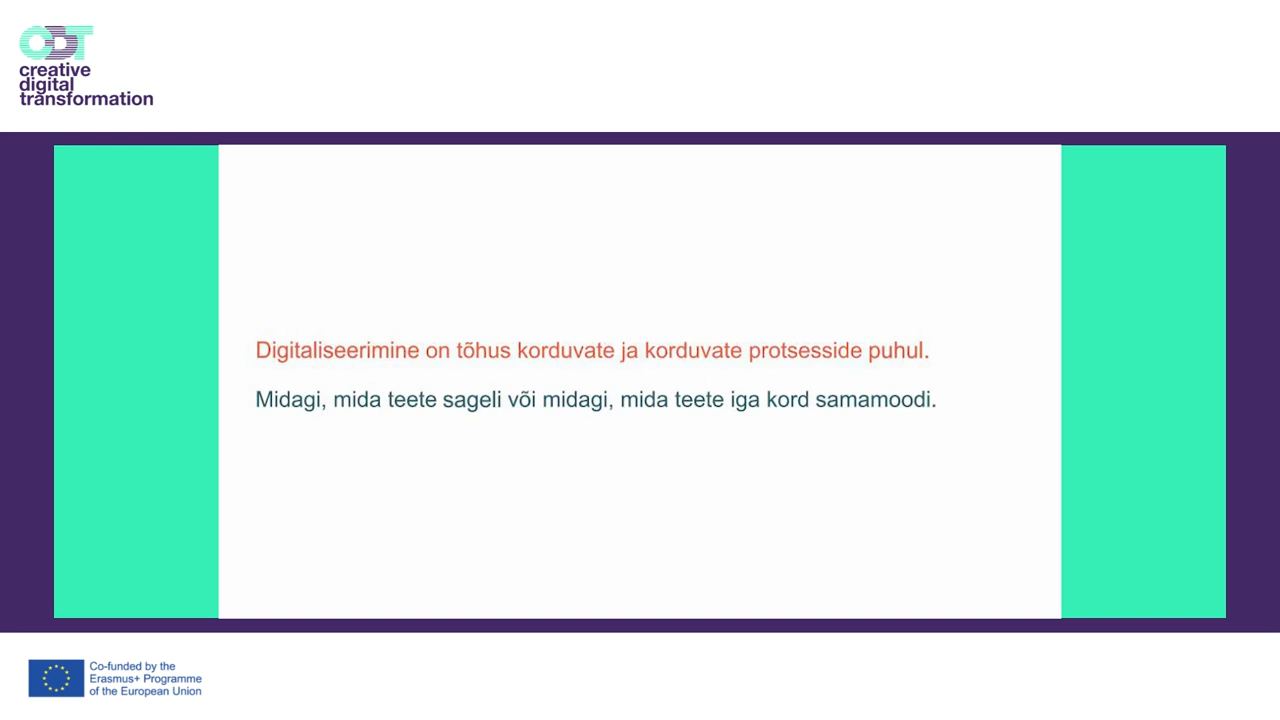 CDT
creative
digital
transformation
Digitaliseerimine on tõhus korduvate ja korduvate protsesside puhul.
Midagi, mida teete sageli või midagi, mida teete iga kord samamoodi.
Co-funded by the
Erasmus+ Programme
of the European Union